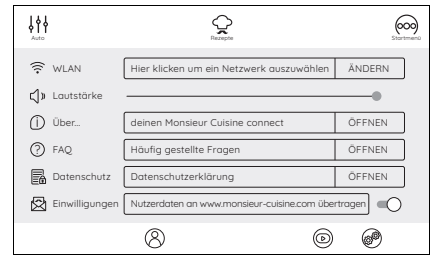 Auto
Rezepte
Startmenü
WLAN Hier klicken um ein Netzwerk auszuwählen ÄNDERN
Lautstärke
Über... deinen Monsieur Cuisine connect ÖFFNEN
FAQ Häufig gestellte Fragen ÖFFNEN
Datenschutz Datenschutzerklärung ÖFFNEN
Einwilligungen Nutzerdaten an www.monsieur-cuisine.com übertragen